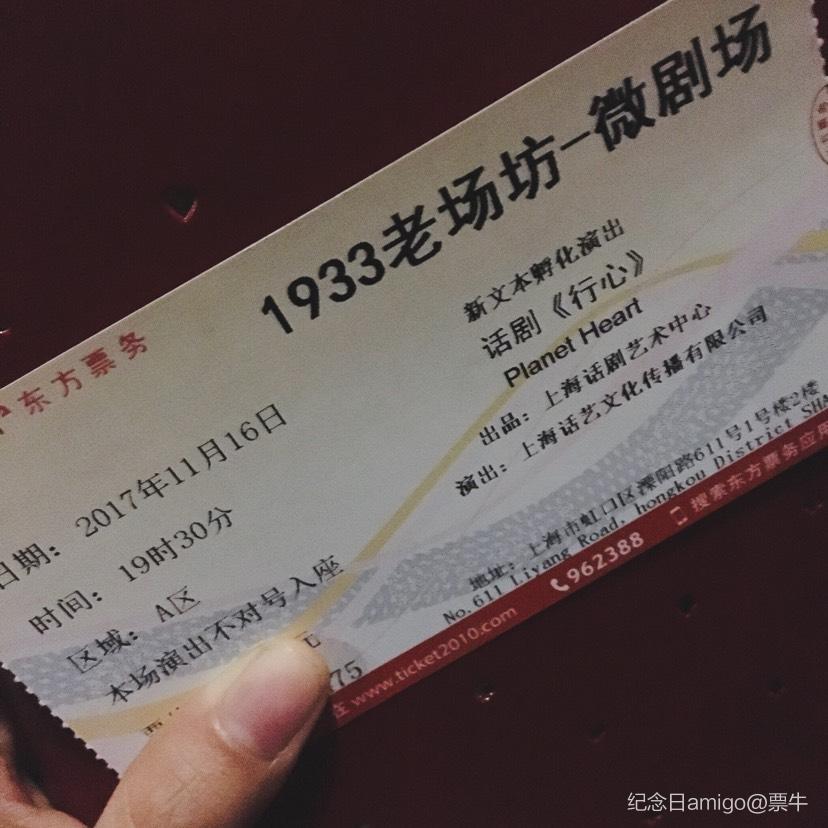 1933老场坊-微剧场
东方票务
新文本孵化演出
话剧《行心》
Planet Heart
出品：上海话剧艺术中心
演出：上海话艺文化传播有限公司
日期：2017年11月16日
时间：19时30分
区域：A区
本场演出不对号入座
75
地址：上海市虹口区溧阳路611号1号楼2楼
No.611 Liyang Road, hongkou District SHA
www.ticket2010.com
962388
搜索东方票务应用
纪念日amigo@票牛